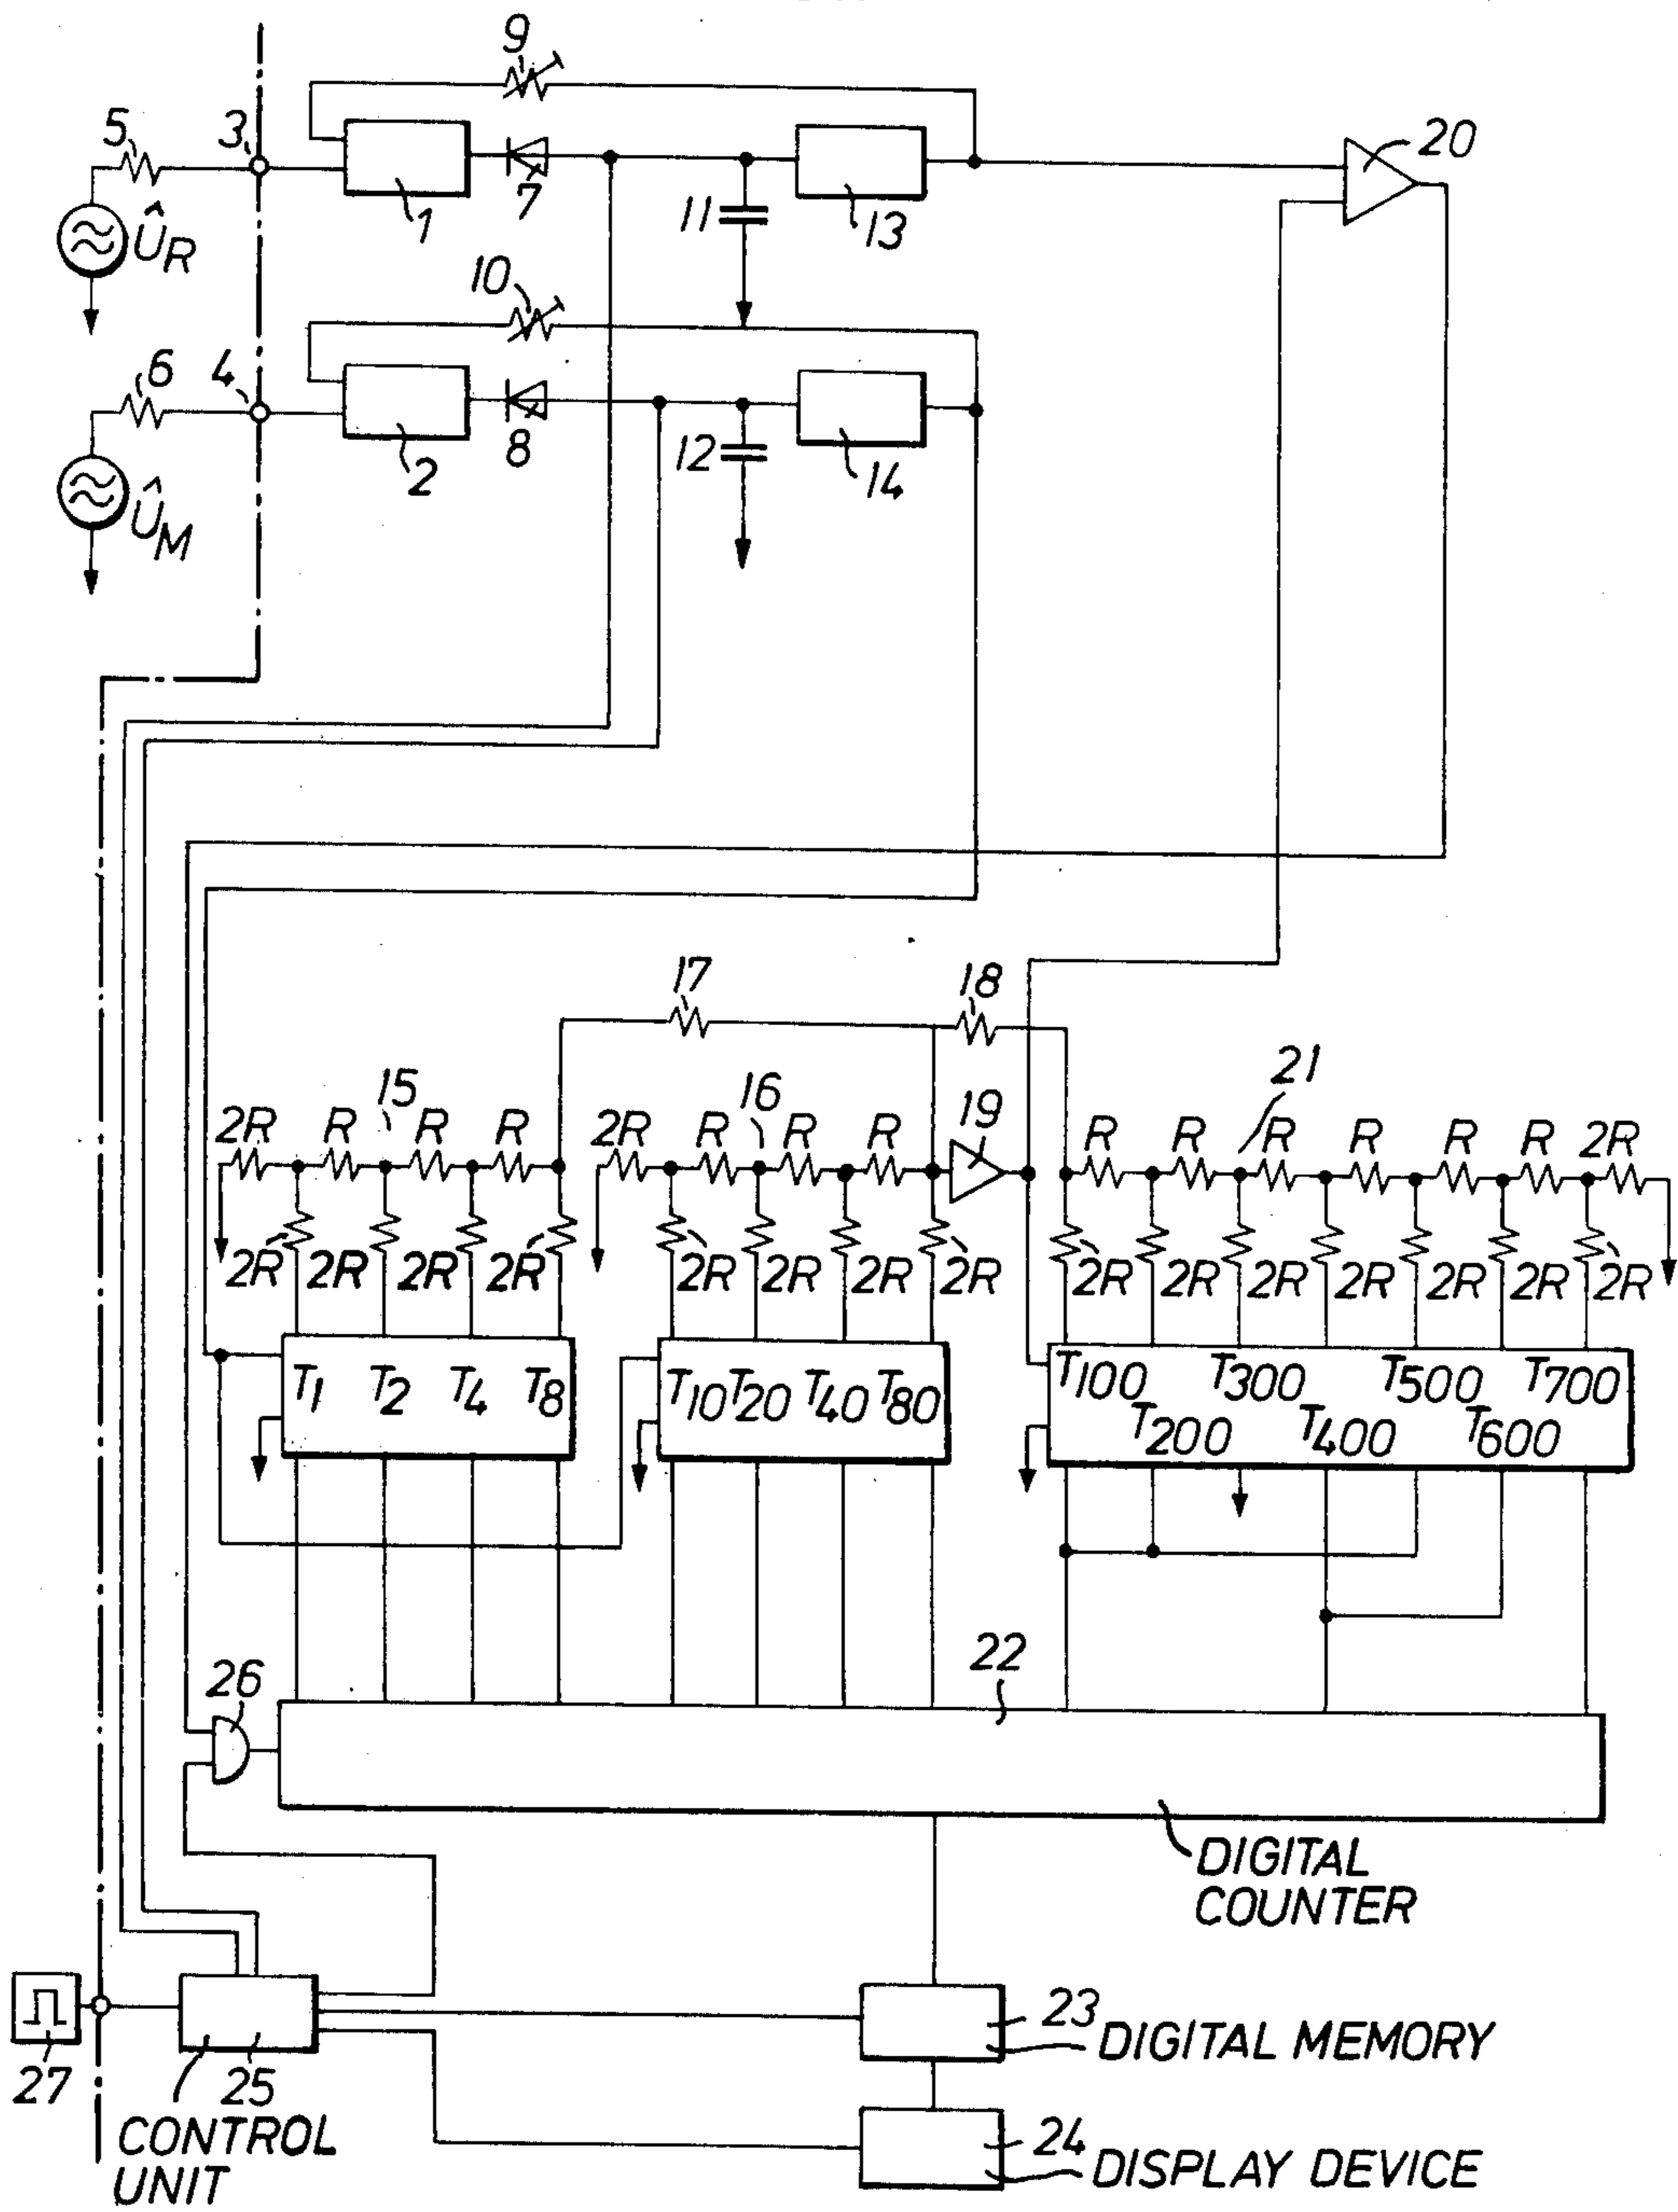 9
5
3
20
Û_R
1
7
11
13
10
6
4
Û_M
2
8
12
14
17
18
21
15
16
19
2R R R R
2R R R R
R R R R R R 2R
2R 2R 2R 2R
2R 2R 2R 2R
2R 2R 2R 2R 2R 2R 2R
T1 T2 T4 T8
T10 T20 T40 T80
T100 T300 T500 T700
T200 T400 T600
22
26
DIGITAL
COUNTER
23
DIGITAL MEMORY
27
25
CONTROL
UNIT
24
DISPLAY DEVICE